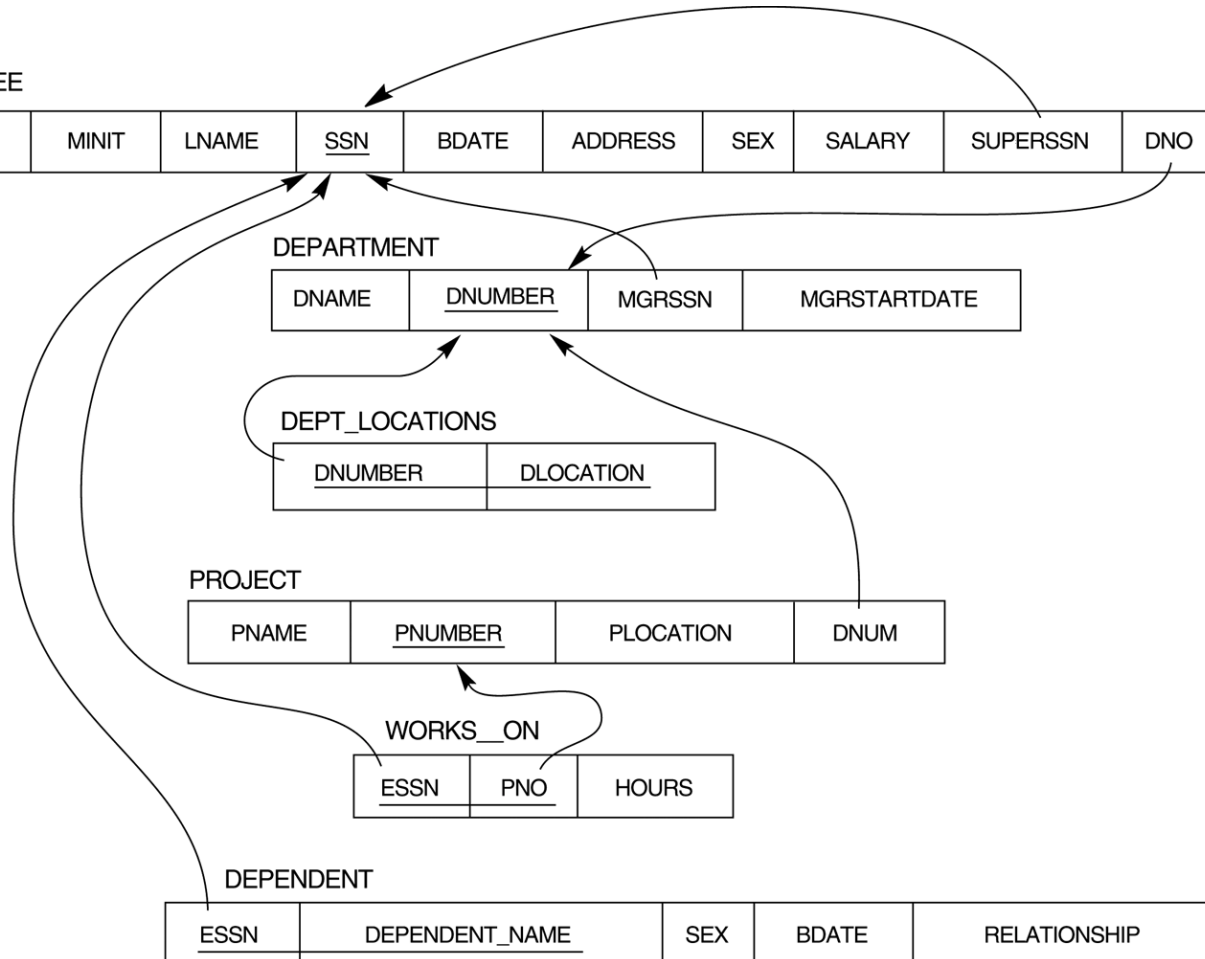 EE
MINIT LNAME SSN BDATE ADDRESS SEX SALARY SUPERSSN DNO
DEPARTMENT
DNAME DNUMBER MGRSSN MGRSTARTDATE
DEPT_LOCATIONS
DNUMBER DLOCATION
PROJECT
PNAME PNUMBER PLOCATION DNUM
WORKS__ON
ESSN PNO HOURS
DEPENDENT
ESSN DEPENDENT_NAME SEX BDATE RELATIONSHIP